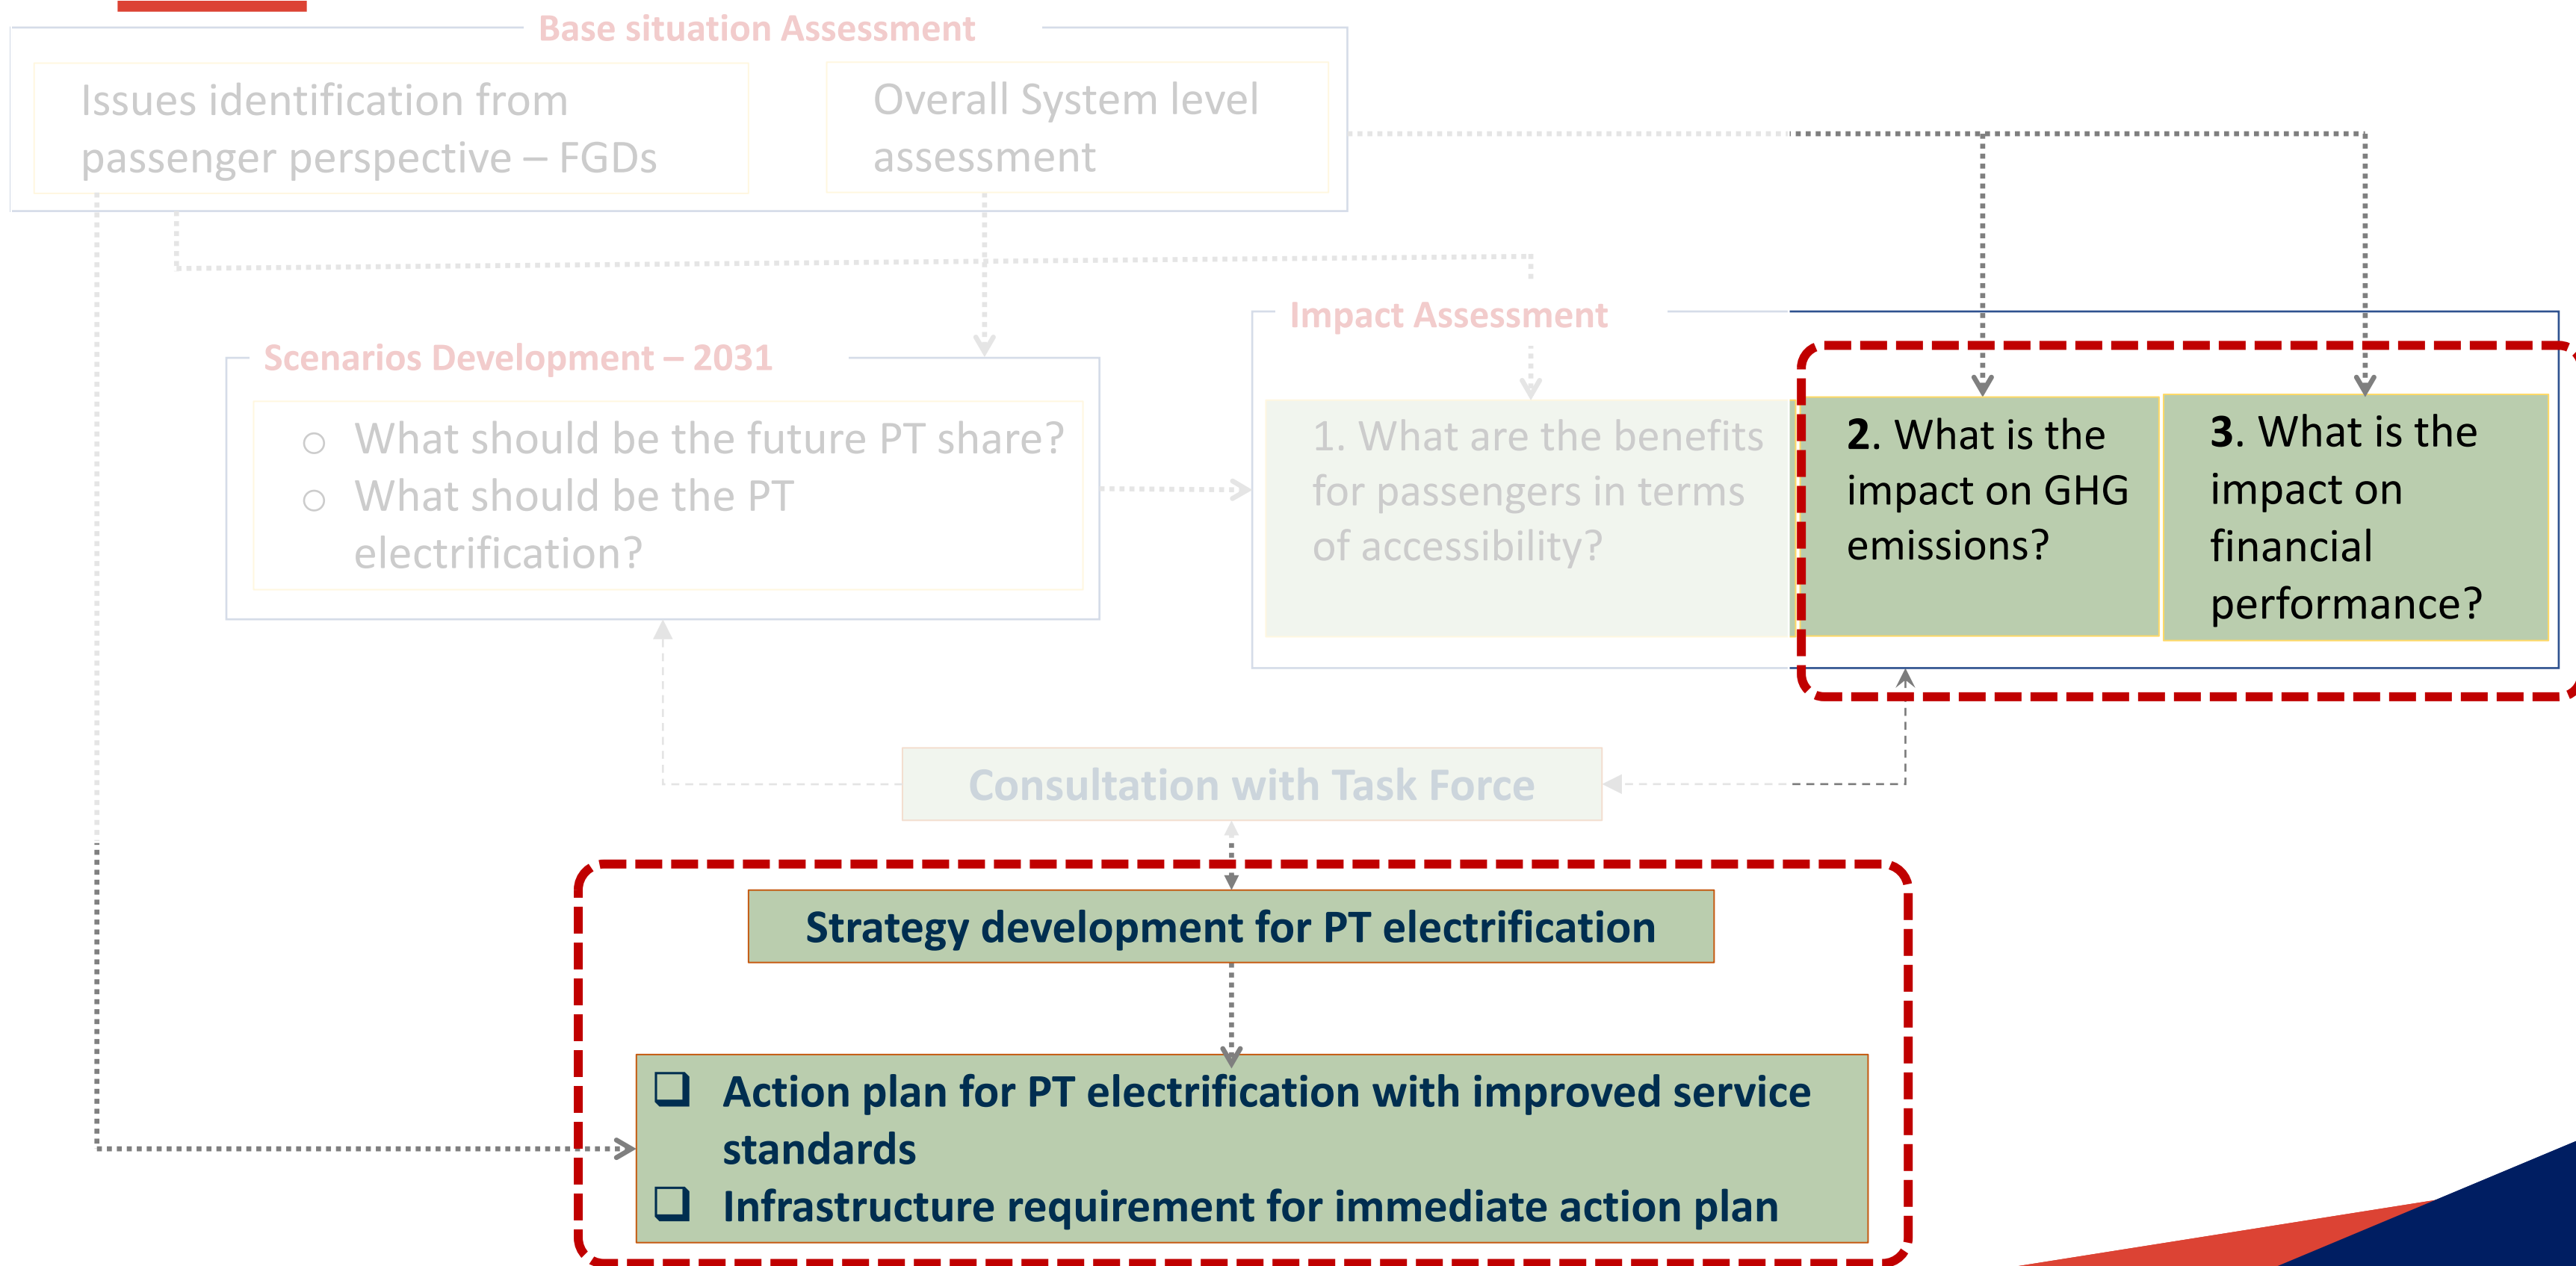 Base situation Assessment
Issues identification from
passenger perspective – FGDs
Overall System level
assessment
Impact Assessment
Scenarios Development – 2031
○ What should be the future PT share?
○ What should be the PT
electrification?
1. What are the benefits
for passengers in terms
of accessibility?
2. What is the
impact on GHG
emissions?
3. What is the
impact on
financial
performance?
Consultation with Task Force
Strategy development for PT electrification
❑ Action plan for PT electrification with improved service
standards
❑ Infrastructure requirement for immediate action plan